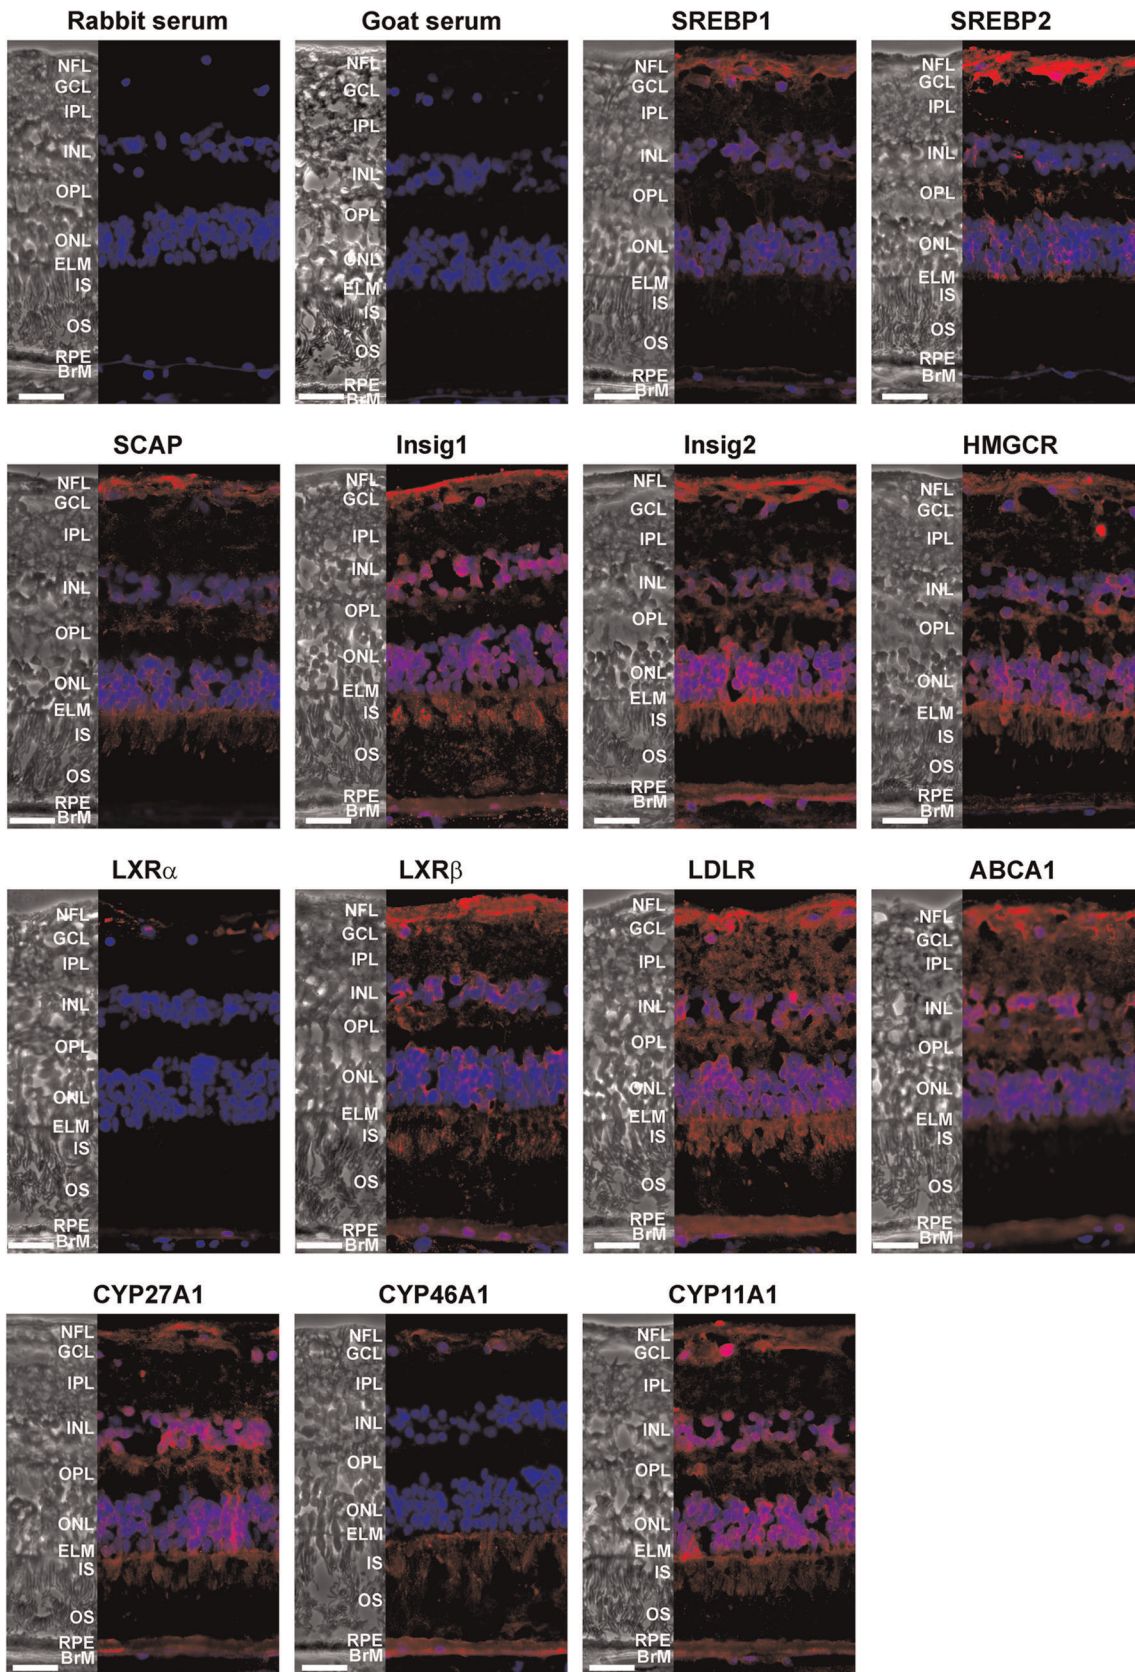 Rabbit serum
NFL
GCL
IPL
INL
OPL
ONL
ELM
IS
OS
RPE
BrM
Goat serum
NFL
GCL
IPL
INL
OPL
ONL
ELM
IS
OS
RPE
BrM
SREBP1
NFL
GCL
IPL
INL
OPL
ONL
ELM
IS
OS
RPE
BrM
SREBP2
NFL
GCL
IPL
INL
OPL
ONL
ELM
IS
OS
RPE
BrM
SCAP
NFL
GCL
IPL
INL
OPL
ONL
ELM
IS
OS
RPE
BrM
Insig1
NFL
GCL
IPL
INL
OPL
ONL
ELM
IS
OS
RPE
BrM
Insig2
NFL
GCL
IPL
INL
OPL
ONL
ELM
IS
OS
RPE
BrM
HMGCR
NFL
GCL
IPL
INL
OPL
ONL
ELM
IS
OS
RPE
BrM
LXRα
NFL
GCL
IPL
INL
OPL
ONL
ELM
IS
OS
RPE
BrM
LXRβ
NFL
GCL
IPL
INL
OPL
ONL
ELM
IS
OS
RPE
BrM
LDLR
NFL
GCL
IPL
INL
OPL
ONL
ELM
IS
OS
RPE
BrM
ABCA1
NFL
GCL
IPL
INL
OPL
ONL
ELM
IS
OS
RPE
BrM
CYP27A1
NFL
GCL
IPL
INL
OPL
ONL
ELM
IS
OS
RPE
BrM
CYP46A1
NFL
GCL
IPL
INL
OPL
ONL
ELM
IS
OS
RPE
BrM
CYP11A1
NFL
GCL
IPL
INL
OPL
ONL
ELM
IS
OS
RPE
BrM